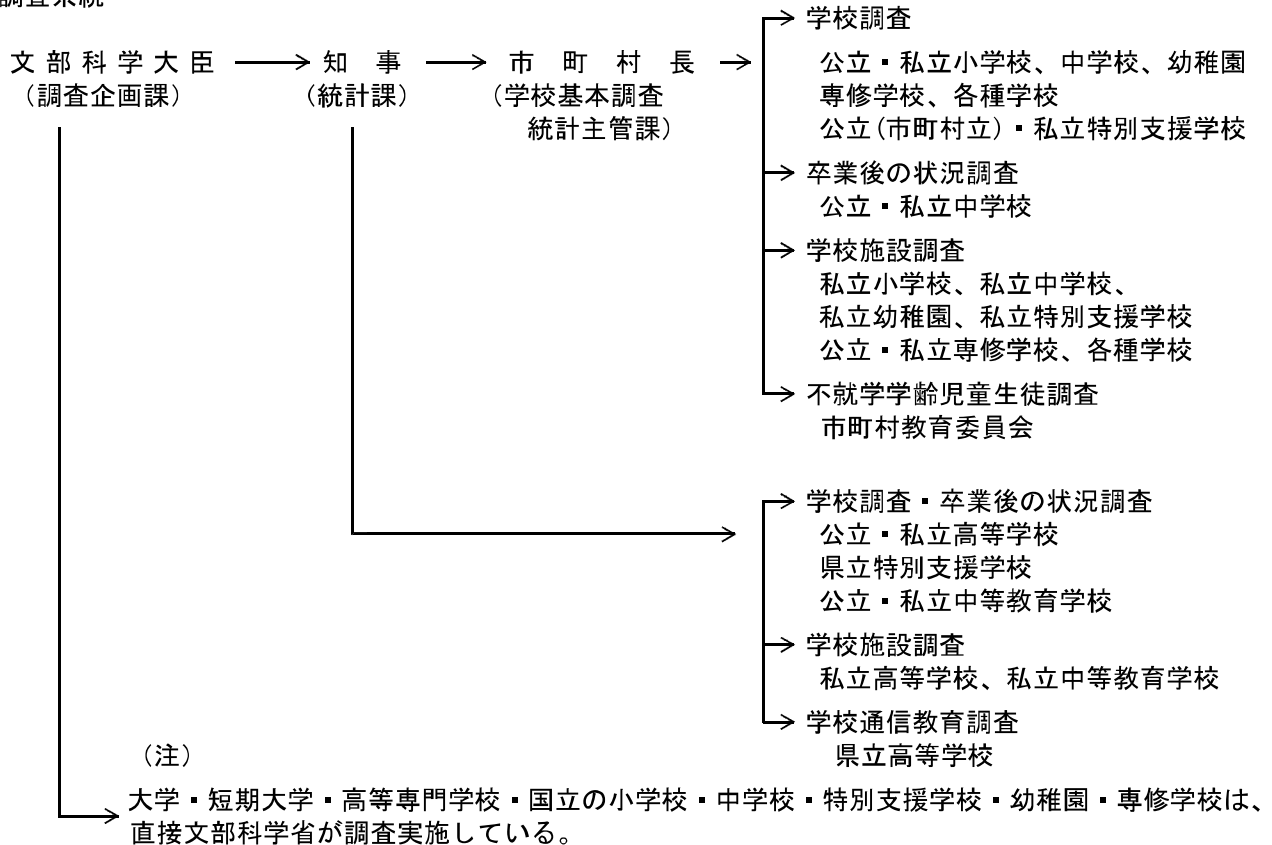 調査系統
文部科学大臣
知事
市町村長
(調査企画課)
(統計課)
(学校基本調査
統計主管課)
学校調査
公立・私立小学校、中学校、幼稚園
専修学校、各種学校
公立(市町村立)・私立特別支援学校
卒業後の状況調査
公立・私立中学校
学校施設調査
私立小学校、私立中学校、
私立幼稚園、私立特別支援学校
公立・私立専修学校、各種学校
不就学学齢児童生徒調査
市町村教育委員会
学校調査・卒業後の状況調査
公立・私立高等学校
県立特別支援学校
公立・私立中等教育学校
学校施設調査
私立高等学校、私立中等教育学校
学校通信教育調査
県立高等学校
(注)
大学・短期大学・高等専門学校・国立の小学校・中学校・特別支援学校・幼稚園・専修学校は、
直接文部科学省が調査実施している。